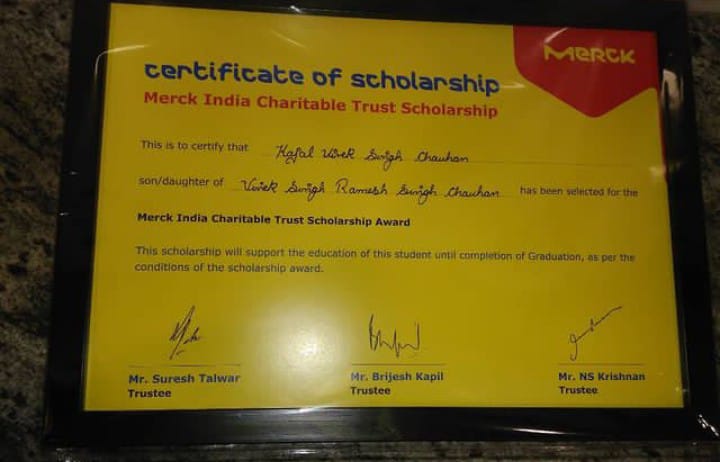 MERCK
certificate of scholarship
Merck India Charitable Trust Scholarship
This is to certify that Kajal Vivek Singh Chauhan
son/daughter of Vivek Singh Ramesh Singh Chauhan has been selected for the
Merck India Charitable Trust Scholarship Award
This scholarship will support the education of this student until completion of Graduation, as per the
conditions of the scholarship award.
Mr. Suresh Talwar
Trustee
Mr. Brijesh Kapil
Trustee
Mr. NS Krishnan
Trustee